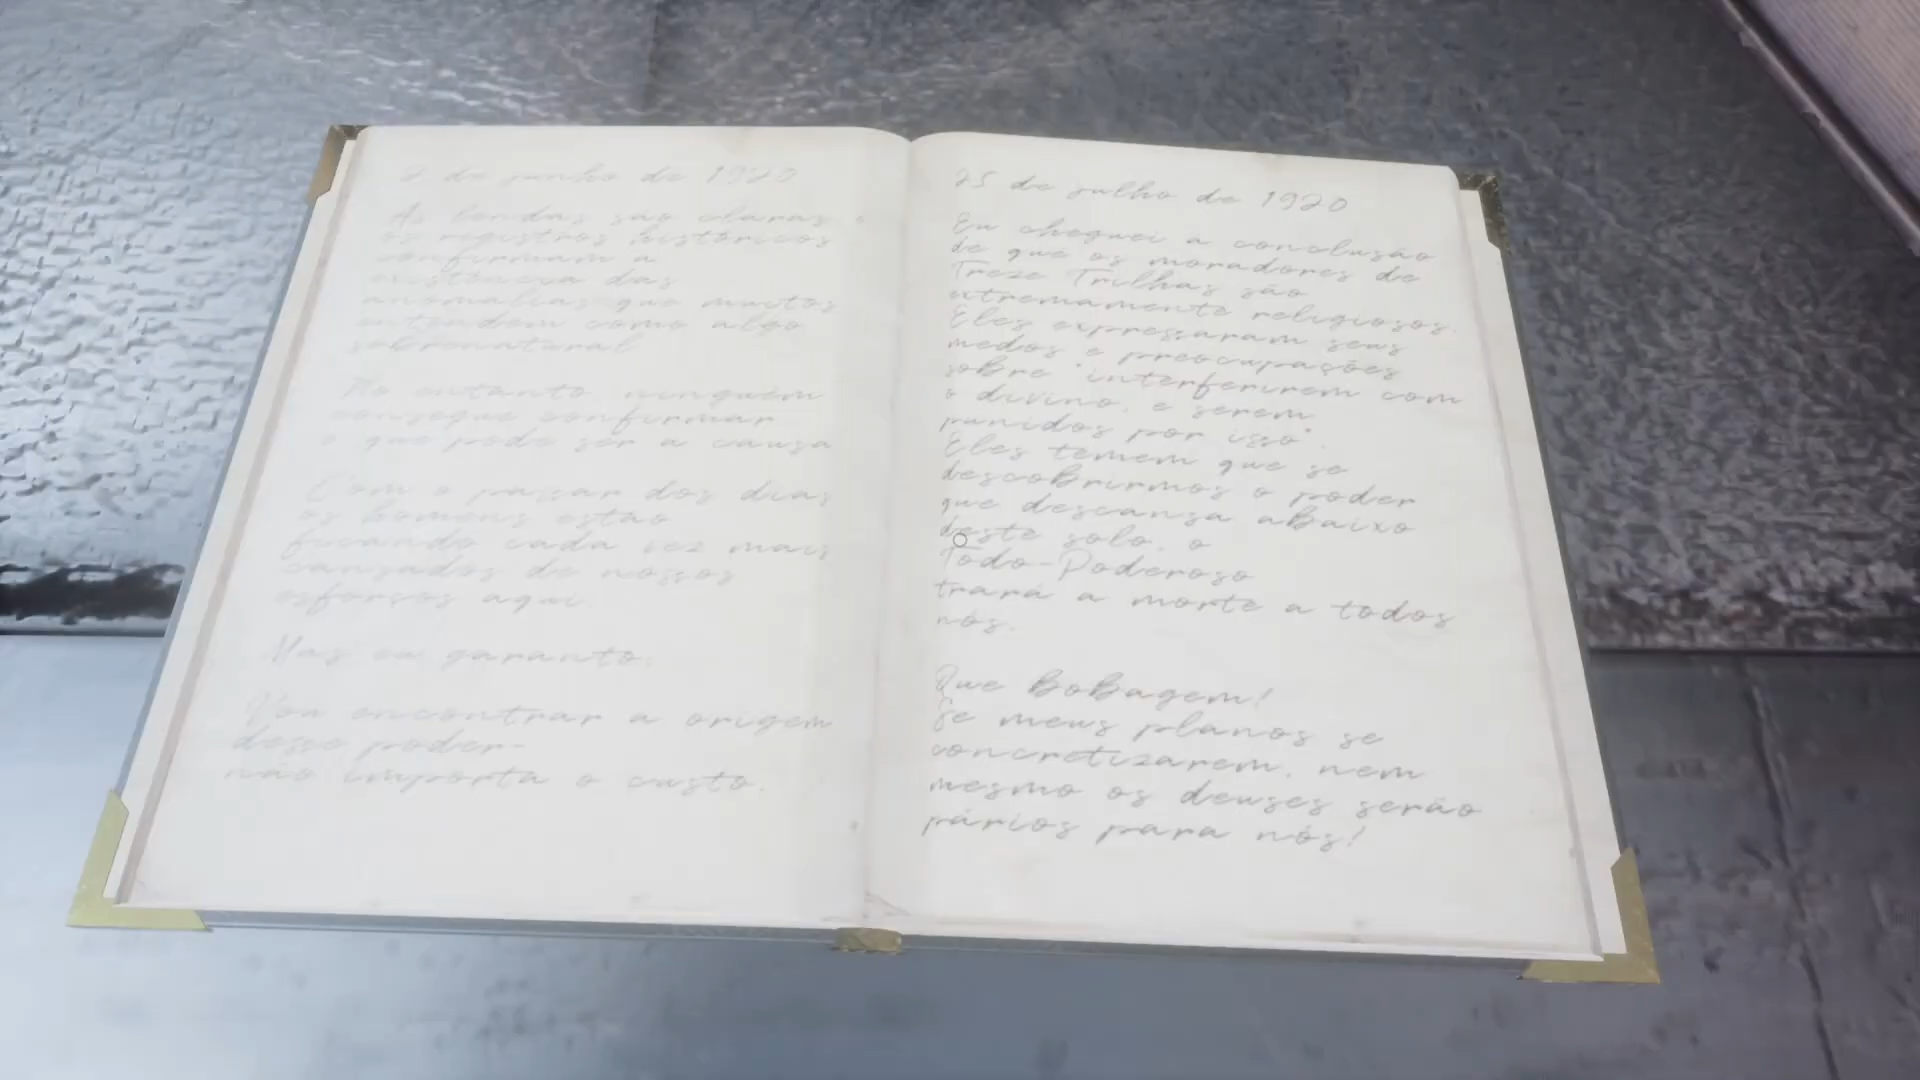 2 de junho de 1920
As lendas são claras e
os registros históricos
confirmam a
existência das
anomalias que muitos
entendem como algo
sobrenatural
No entanto ninguém
consegue confirmar
o que pode ser a causa
Com o passar dos dias
os homens estão
ficando cada vez mais
cansados de nossos
esforços aqui.
Mas eu garanto:
Vou encontrar a origem
desse poder-
não importa o custo.
25 de julho de 1920
Eu cheguei a conclusão
de que os moradores de
Treze Trilhas são
extremamente religiosos.
Eles expressaram seus
medos e preocupações
sobre "interferirem com
o divino, e serem
punidos por isso".
Eles temem que se
descobrirmos o poder
que descansa abaixo
deste solo, o
Todo-Poderoso
trará a morte a todos
nós.
Que bobagem!
Se meus planos se
concretizarem, nem
mesmo os deuses serão
pários para nós!